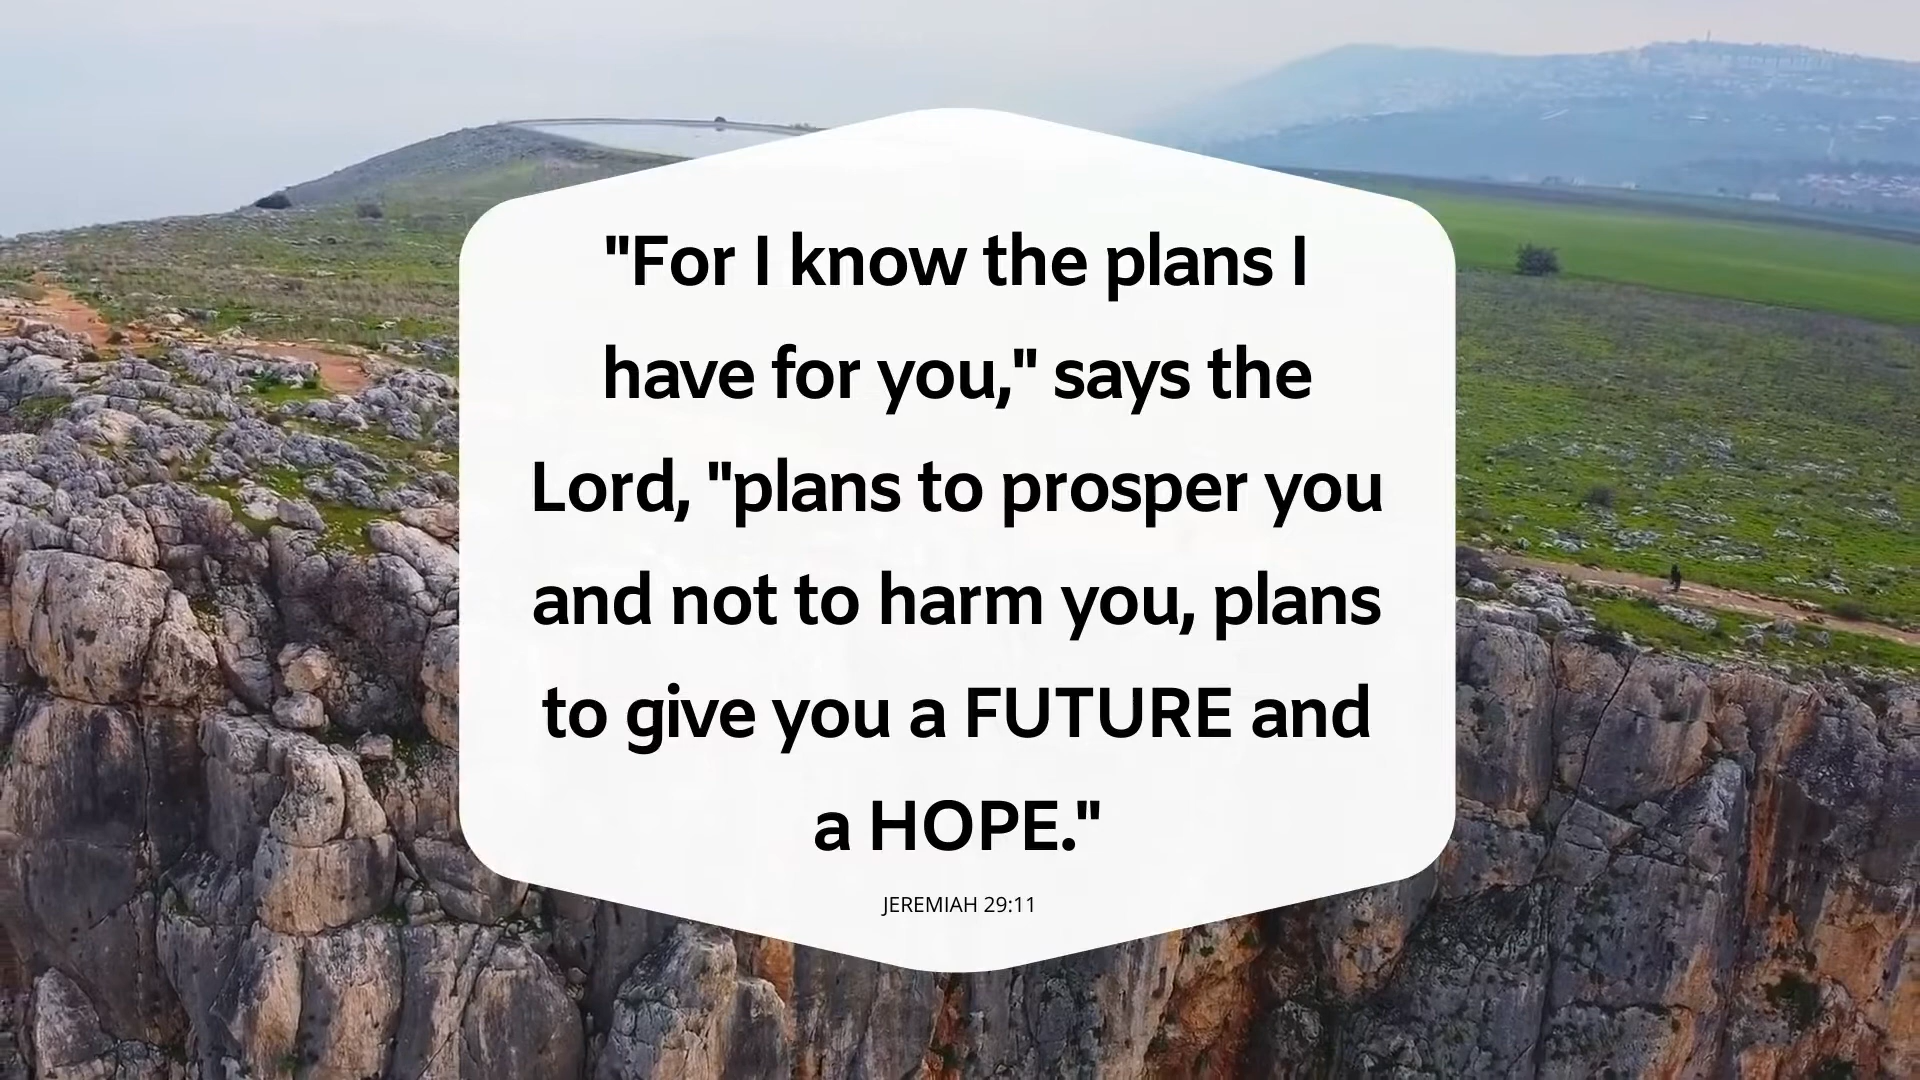 "For I know the plans I
have for you," says the
Lord, "plans to prosper you
and not to harm you, plans
to give you a FUTURE and
a HOPE."
JEREMIAH 29:11